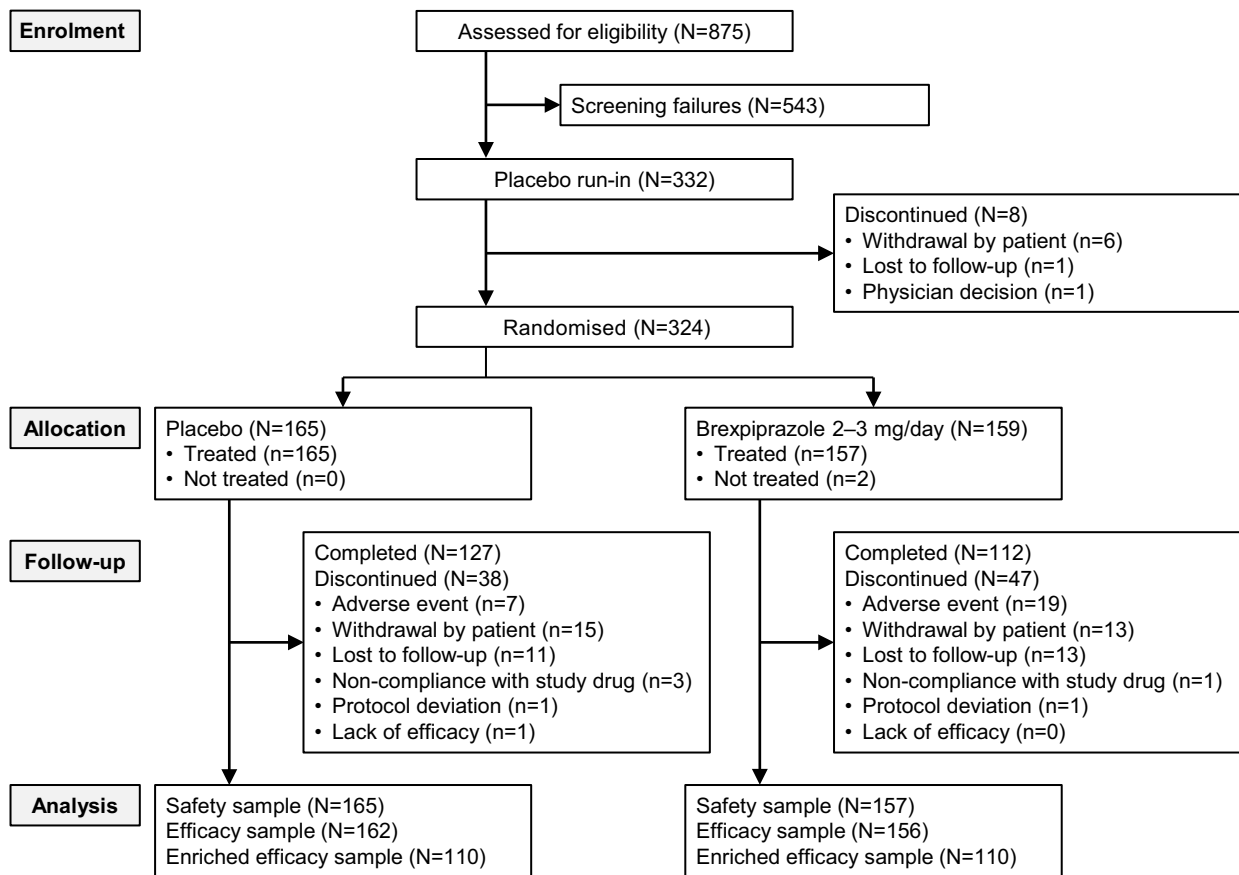 Enrolment
Assessed for eligibility (N=875)
Screening failures (N=543)
Placebo run-in (N=332)
Discontinued (N=8)
• Withdrawal by patient (n=6)
• Lost to follow-up (n=1)
• Physician decision (n=1)
Randomised (N=324)
Allocation
Placebo (N=165)
• Treated (n=165)
• Not treated (n=0)
Brexpiprazole 2–3 mg/day (N=159)
• Treated (n=157)
• Not treated (n=2)
Follow-up
Completed (N=127)
Discontinued (N=38)
• Adverse event (n=7)
• Withdrawal by patient (n=15)
• Lost to follow-up (n=11)
• Non-compliance with study drug (n=3)
• Protocol deviation (n=1)
• Lack of efficacy (n=1)
Completed (N=112)
Discontinued (N=47)
• Adverse event (n=19)
• Withdrawal by patient (n=13)
• Lost to follow-up (n=13)
• Non-compliance with study drug (n=1)
• Protocol deviation (n=1)
• Lack of efficacy (n=0)
Analysis
Safety sample (N=165)
Efficacy sample (N=162)
Enriched efficacy sample (N=110)
Safety sample (N=157)
Efficacy sample (N=156)
Enriched efficacy sample (N=110)